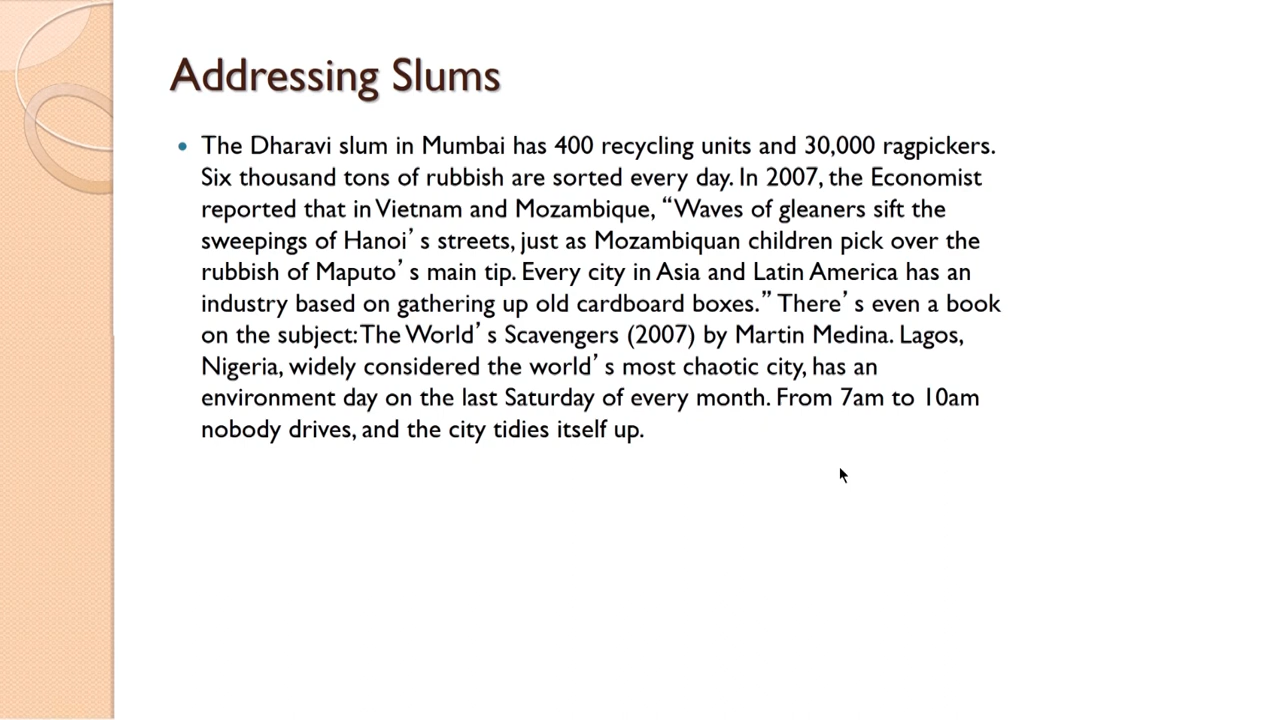 Addressing Slums
• The Dharavi slum in Mumbai has 400 recycling units and 30,000 ragpickers.
Six thousand tons of rubbish are sorted every day. In 2007, the Economist
reported that in Vietnam and Mozambique, “Waves of gleaners sift the
sweepings of Hanoi’s streets, just as Mozambiquan children pick over the
rubbish of Maputo’s main tip. Every city in Asia and Latin America has an
industry based on gathering up old cardboard boxes.” There’s even a book
on the subject: The World’s Scavengers (2007) by Martin Medina. Lagos,
Nigeria, widely considered the world’s most chaotic city, has an
environment day on the last Saturday of every month. From 7am to 10am
nobody drives, and the city tidies itself up.